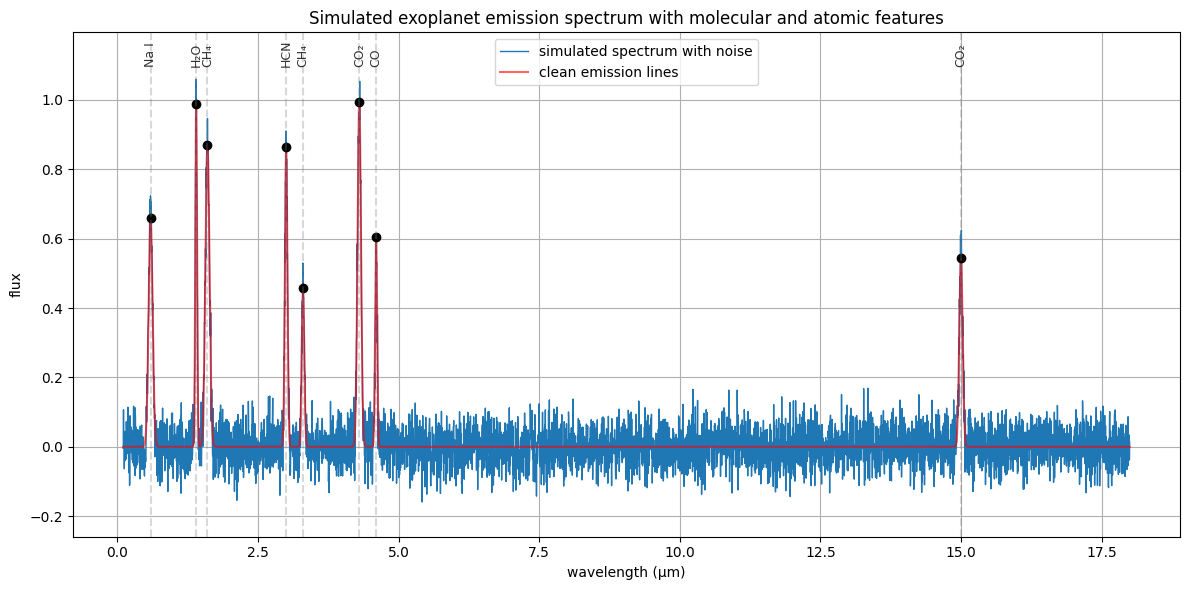 Simulated exoplanet emission spectrum with molecular and atomic features
Na I
H₂O
CH₄
HCN
CH₄
CO₂
CO
CO₂
simulated spectrum with noise
clean emission lines
flux
1.0
0.8
0.6
0.4
0.2
0.0
−0.2
0.0 2.5 5.0 7.5 10.0 12.5 15.0 17.5
wavelength (μm)